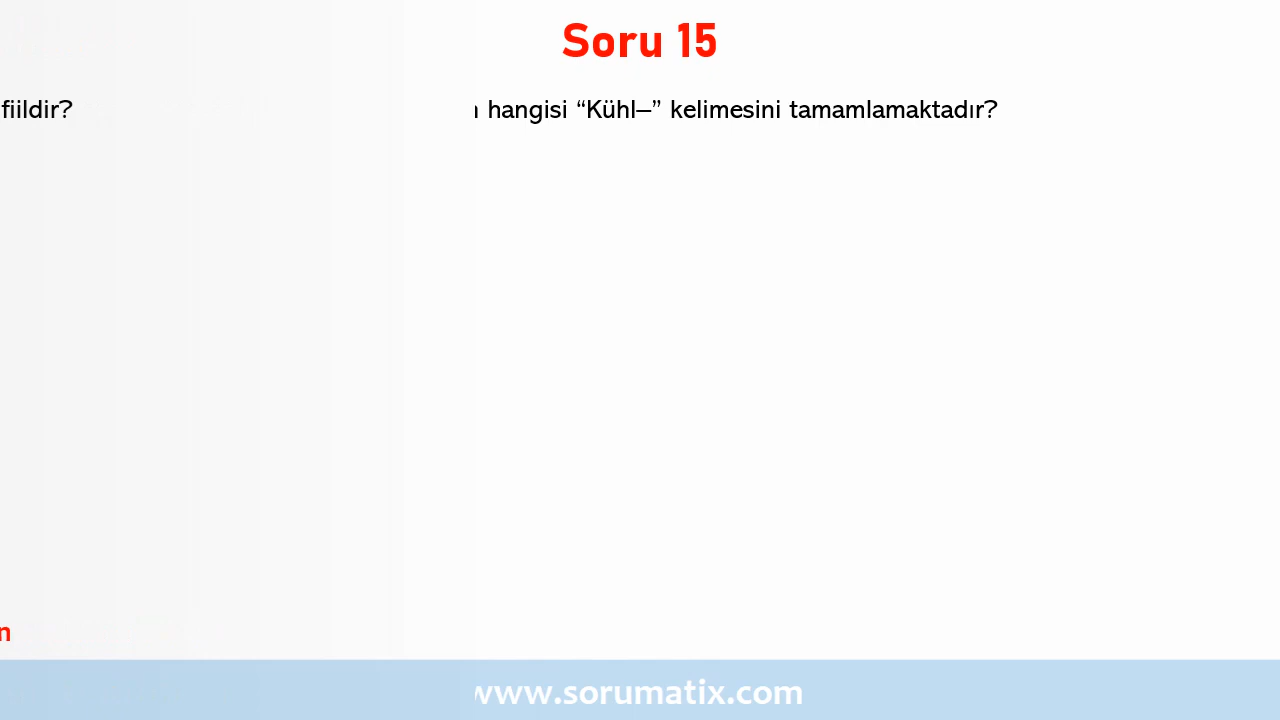 Soru 15
fiildir?
hangisi “Kühl–” kelimesini tamamlamaktadır?
n
www.sorumatix.com